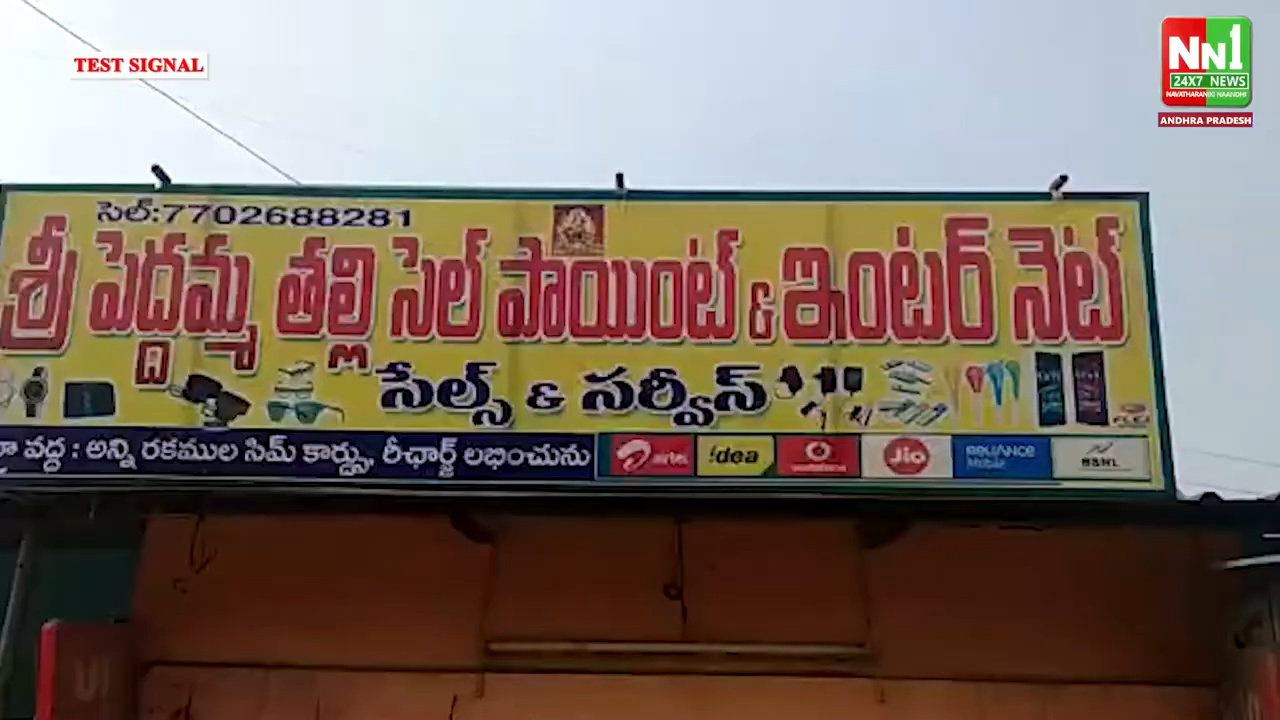 TEST SIGNAL
NN1
24X7 NEWS
NAVATHARANIKI NAANDHI
ANDHRA PRADESH
సెల్:7702688281
శ్రీ పెద్దమ్మ తల్లి సెల్ పాయింట్ & ఇంటర్ నెట్
సేల్స్ & సర్వీస్
వద్ద : అన్ని రకముల సిమ్ కార్డ్సు, రీఛార్జ్ లభించును
airtel !dea vodafone Jio RELIANCE Mobile BSNL